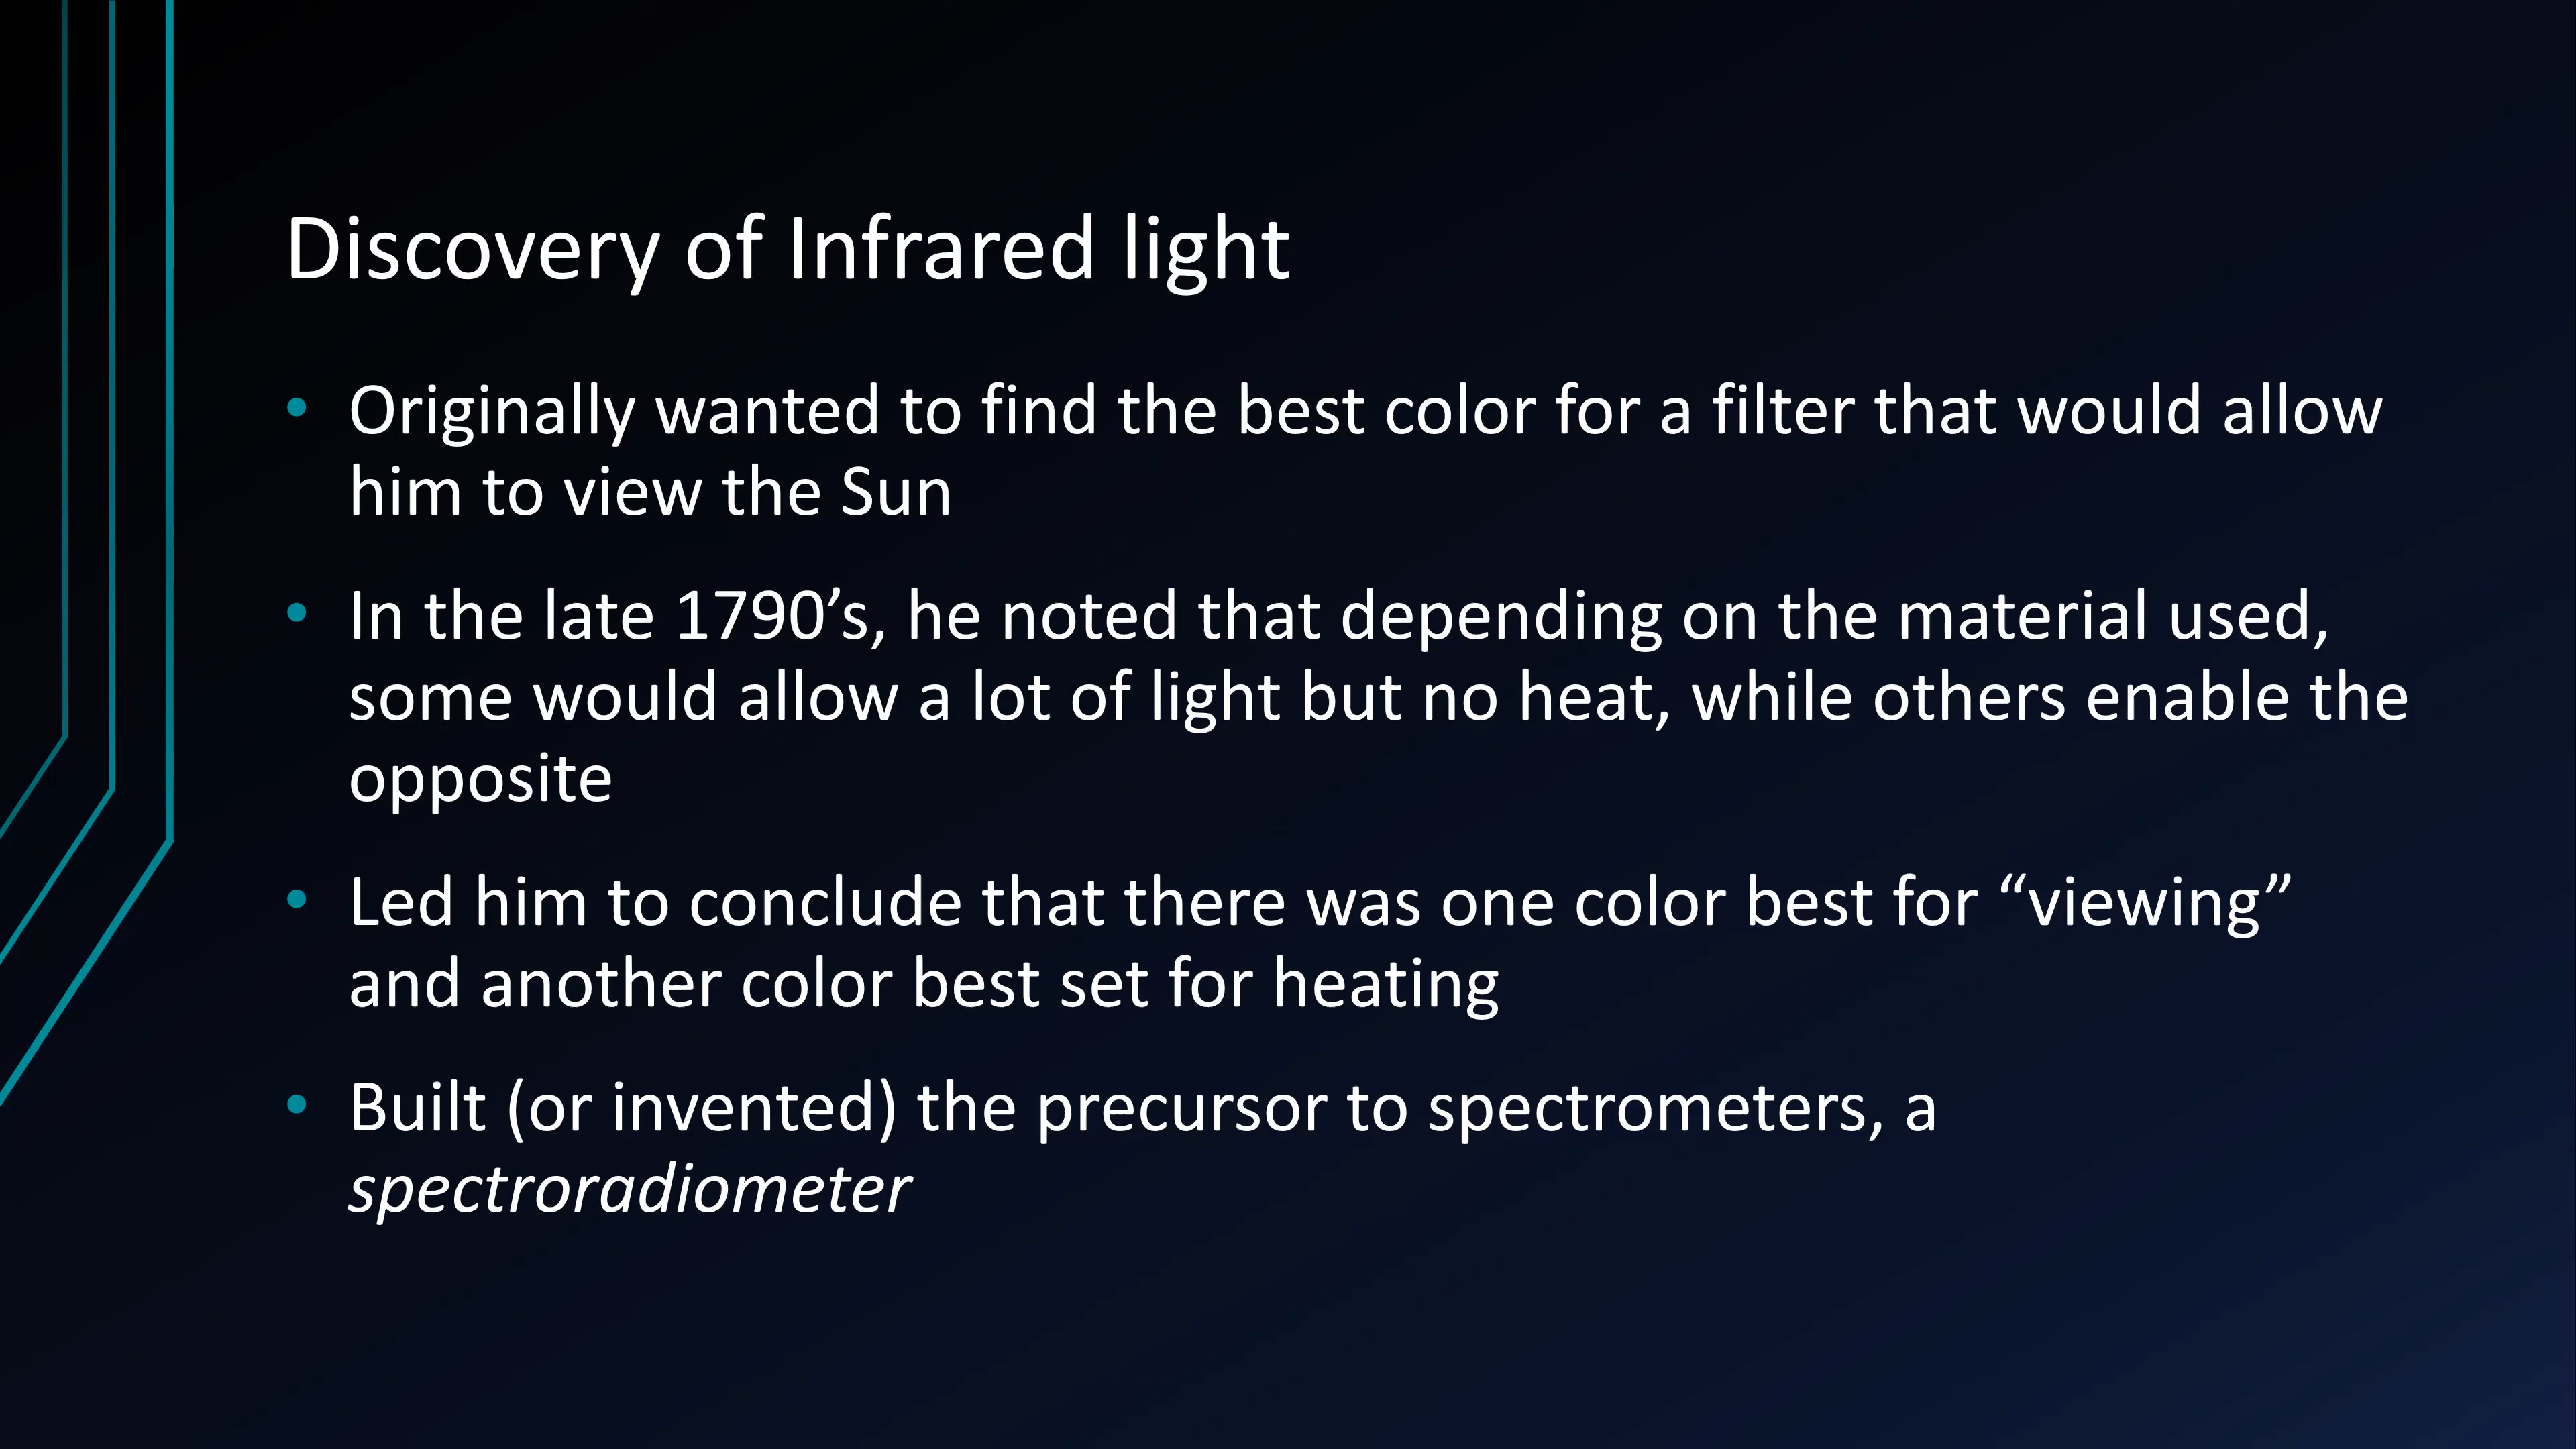 Discovery of Infrared light
• Originally wanted to find the best color for a filter that would allow
him to view the Sun
• In the late 1790’s, he noted that depending on the material used,
some would allow a lot of light but no heat, while others enable the
opposite
• Led him to conclude that there was one color best for “viewing”
and another color best set for heating
• Built (or invented) the precursor to spectrometers, a
spectroradiometer